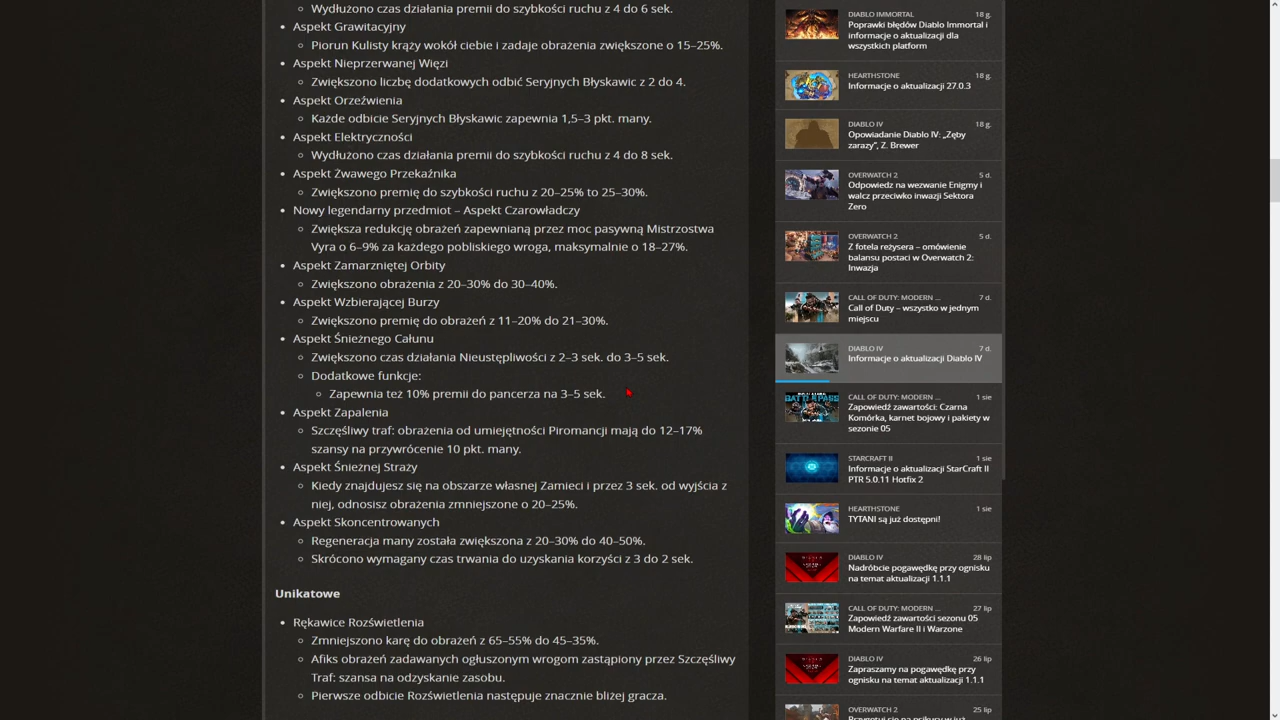 Wydłużono czas działania premii do szybkości ruchu z 4 do 6 sek.
Aspekt Grawitacyjny
Piorun Kulisty krąży wokół ciebie i zadaje obrażenia zwiększone o 15–25%.
Aspekt Nieprzerwanej Więzi
Zwiększono liczbę dodatkowych odbić Seryjnych Błyskawic z 2 do 4.
Aspekt Orzeźwienia
Każde odbicie Seryjnych Błyskawic zapewnia 1,5–3 pkt. many.
Aspekt Elektryczności
Wydłużono czas działania premii do szybkości ruchu z 4 do 8 sek.
Aspekt Żwawego Przekaźnika
Zwiększono premię do szybkości ruchu z 20–25% to 25–30%.
Nowy legendarny przedmiot – Aspekt Czarowładczy
Zwiększa redukcję obrażeń zapewnianą przez moc pasywną Mistrzostwa
Vyra o 6–9% za każdego pobliskiego wroga, maksymalnie o 18–27%.
Aspekt Zamarzniętej Orbity
Zwiększono obrażenia z 20–30% do 30–40%.
Aspekt Wzbierającej Burzy
Zwiększono premię do obrażeń z 11–20% do 21–30%.
Aspekt Śnieżnego Całunu
Zwiększono czas działania Nieustępliwości z 2–3 sek. do 3–5 sek.
Dodatkowe funkcje:
Zapewnia też 10% premii do pancerza na 3–5 sek.
Aspekt Zapalenia
Szczęśliwy traf: obrażenia od umiejętności Piromancji mają do 12–17%
szansy na przywrócenie 10 pkt. many.
Aspekt Śnieżnej Straży
Kiedy znajdujesz się na obszarze własnej Zamieci i przez 3 sek. od wyjścia z
niej, odnosisz obrażenia zmniejszone o 20–25%.
Aspekt Skoncentrowanych
Regeneracja many została zwiększona z 20–30% do 40–50%.
Skrócono wymagany czas trwania do uzyskania korzyści z 3 do 2 sek.
Unikatowe
Rękawice Rozświetlenia
Zmniejszono karę do obrażeń z 65–55% do 45–35%.
Afiks obrażeń zadawanych ogłuszonym wrogom zastąpiony przez Szczęśliwy
Traf: szansa na odzyskanie zasobu.
Pierwsze odbicie Rozświetlenia następuje znacznie bliżej gracza.
DIABLO IMMORTAL 18 g.
Poprawki błędów Diablo Immortal i
informacje o aktualizacji dla
wszystkich platform
HEARTHSTONE 18 g.
Informacje o aktualizacji 27.0.3
DIABLO IV 18 g.
Opowiadanie Diablo IV: „Zęby
zarazy”, Z. Brewer
OVERWATCH 2 5 d.
Odpowiedz na wezwanie Enigmy i
walcz przeciwko inwazji Sektora
Zero
OVERWATCH 2 5 d.
Z fotela reżysera – omówienie
balansu postaci w Overwatch 2:
Inwazja
CALL OF DUTY: MODERN ... 7 d.
Call of Duty – wszystko w jednym
miejscu
DIABLO IV 7 d.
Informacje o aktualizacji Diablo IV
CALL OF DUTY: MODERN ... 1 sie
Zapowiedź zawartości: Czarna
Komórka, karnet bojowy i pakiety w
sezonie 05
STARCRAFT II 1 sie
Informacje o aktualizacji StarCraft II
PTR 5.0.11 Hotfix 2
HEARTHSTONE 1 sie
TYTANI są już dostępni!
DIABLO IV 28 lip
Nadróbcie pogawędkę przy ognisku
na temat aktualizacji 1.1.1
CALL OF DUTY: MODERN ... 27 lip
Zapowiedź zawartości sezonu 05
Modern Warfare II i Warzone
DIABLO IV 26 lip
Zapraszamy na pogawędkę przy
ognisku na temat aktualizacji 1.1.1
OVERWATCH 2 25 lip